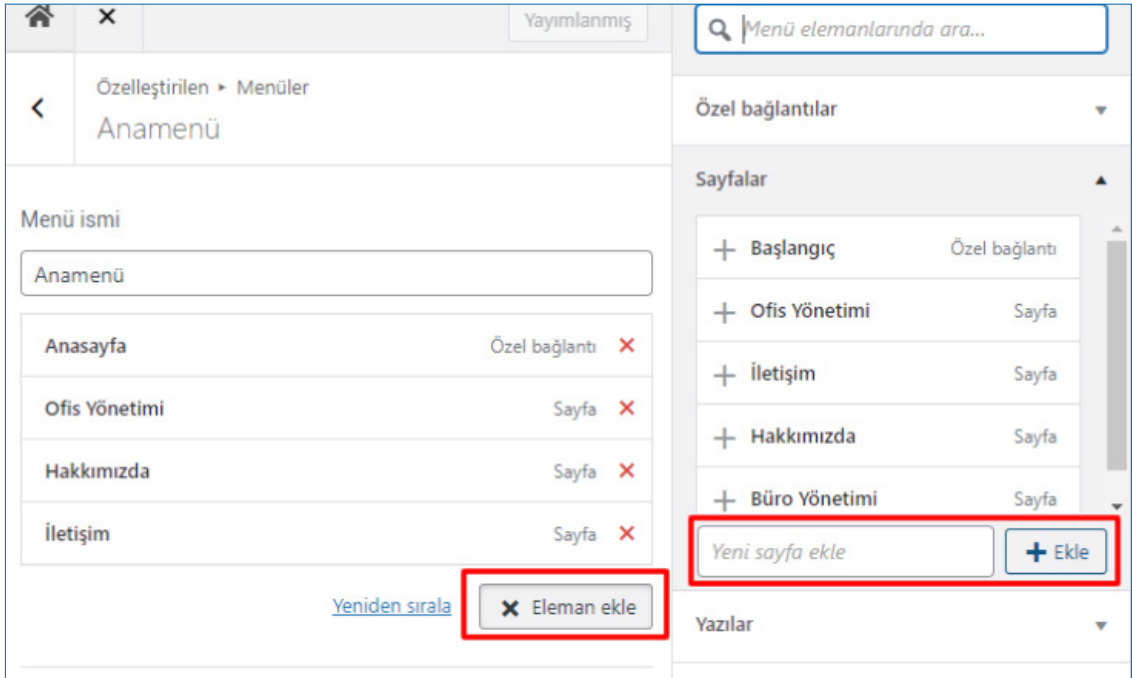 Yayımlanmış
Özelleştirilen ▸ Menüler
Anamenü
Menü ismi
Anamenü
Anasayfa Özel bağlantı
Ofis Yönetimi Sayfa
Hakkımızda Sayfa
İletişim Sayfa
Yeniden sırala Eleman ekle
Menü elemanlarında ara...
Özel bağlantılar
Sayfalar
Başlangıç Özel bağlantı
Ofis Yönetimi Sayfa
İletişim Sayfa
Hakkımızda Sayfa
Büro Yönetimi Sayfa
Yeni sayfa ekle Ekle
Yazılar